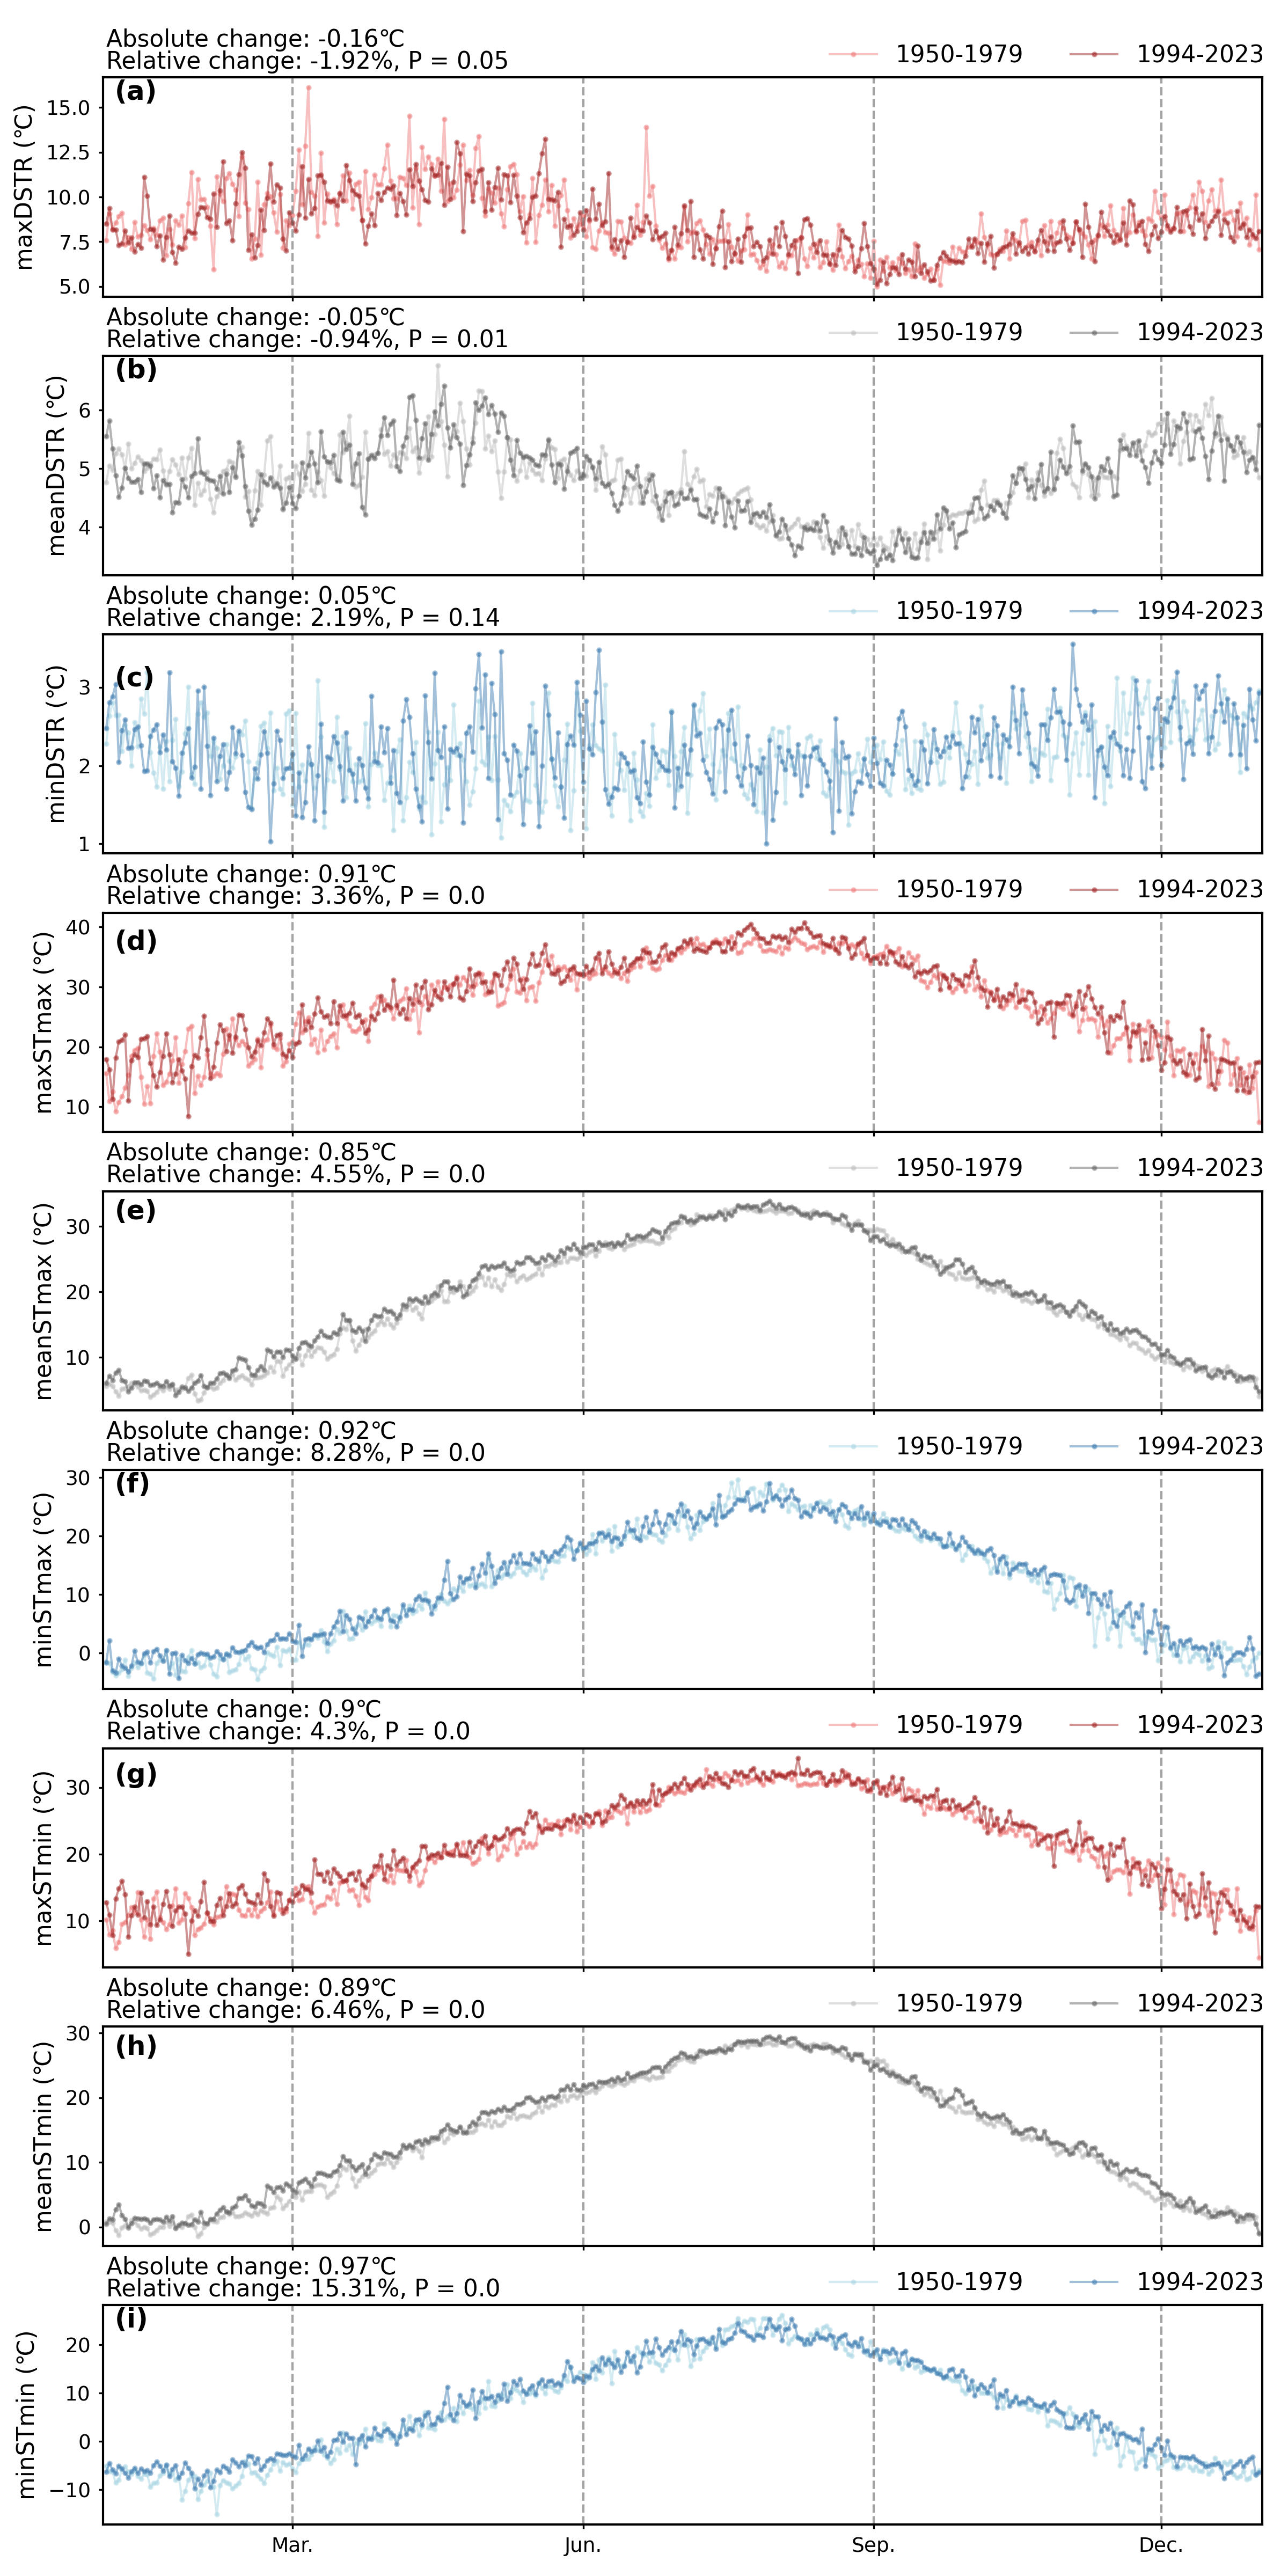 Absolute change: -0.16℃
Relative change: -1.92%, P = 0.05
1950-1979 1994-2023
(a)
maxDSTR (℃)
15.0
12.5
10.0
7.5
5.0
Absolute change: -0.05℃
Relative change: -0.94%, P = 0.01
1950-1979 1994-2023
(b)
meanDSTR (℃)
6
5
4
Absolute change: 0.05℃
Relative change: 2.19%, P = 0.14
1950-1979 1994-2023
(c)
minDSTR (℃)
3
2
1
Absolute change: 0.91℃
Relative change: 3.36%, P = 0.0
1950-1979 1994-2023
(d)
maxSTmax (℃)
40
30
20
10
Absolute change: 0.85℃
Relative change: 4.55%, P = 0.0
1950-1979 1994-2023
(e)
meanSTmax (℃)
30
20
10
Absolute change: 0.92℃
Relative change: 8.28%, P = 0.0
1950-1979 1994-2023
(f)
minSTmax (℃)
30
20
10
0
Absolute change: 0.9℃
Relative change: 4.3%, P = 0.0
1950-1979 1994-2023
(g)
maxSTmin (℃)
30
20
10
Absolute change: 0.89℃
Relative change: 6.46%, P = 0.0
1950-1979 1994-2023
(h)
meanSTmin (℃)
30
20
10
0
Absolute change: 0.97℃
Relative change: 15.31%, P = 0.0
1950-1979 1994-2023
(i)
minSTmin (℃)
20
10
0
−10
Mar. Jun. Sep. Dec.